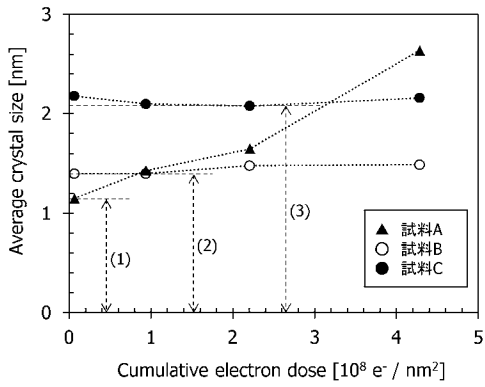 Average crystal size [nm]
3
2
1
0
(1)
(2)
(3)
▲ 試料A
○ 試料B
● 試料C
0 1 2 3 4 5
Cumulative electron dose [10⁸ e⁻ / nm²]